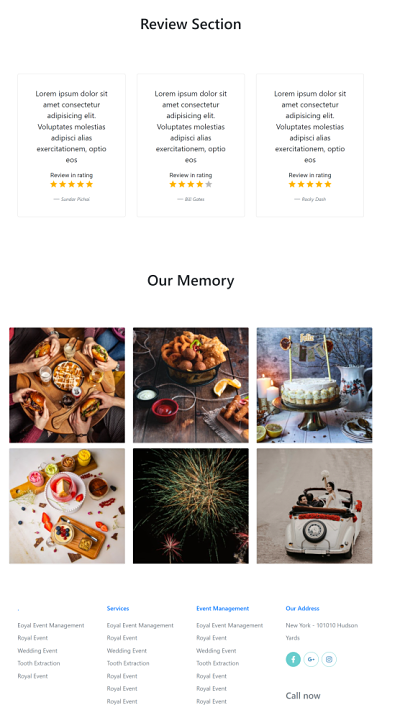 Review Section
Lorem ipsum dolor sit
amet consectetur
adipisicing elit.
Voluptates molestias
adipisci alias
exercitationem, optio
eos
Review in rating
— Sundar Pichai
Lorem ipsum dolor sit
amet consectetur
adipisicing elit.
Voluptates molestias
adipisci alias
exercitationem, optio
eos
Review in rating
— Bill Gates
Lorem ipsum dolor sit
amet consectetur
adipisicing elit.
Voluptates molestias
adipisci alias
exercitationem, optio
eos
Review in rating
— Rocky Dash
Our Memory
.
Eoyal Event Management
Royal Event
Wedding Event
Tooth Extraction
Royal Event
Services
Eoyal Event Management
Royal Event
Wedding Event
Tooth Extraction
Royal Event
Royal Event
Royal Event
Event Management
Eoyal Event Management
Royal Event
Wedding Event
Tooth Extraction
Royal Event
Royal Event
Royal Event
Our Address
New York - 101010 Hudson
Yards
f
G+
Call now